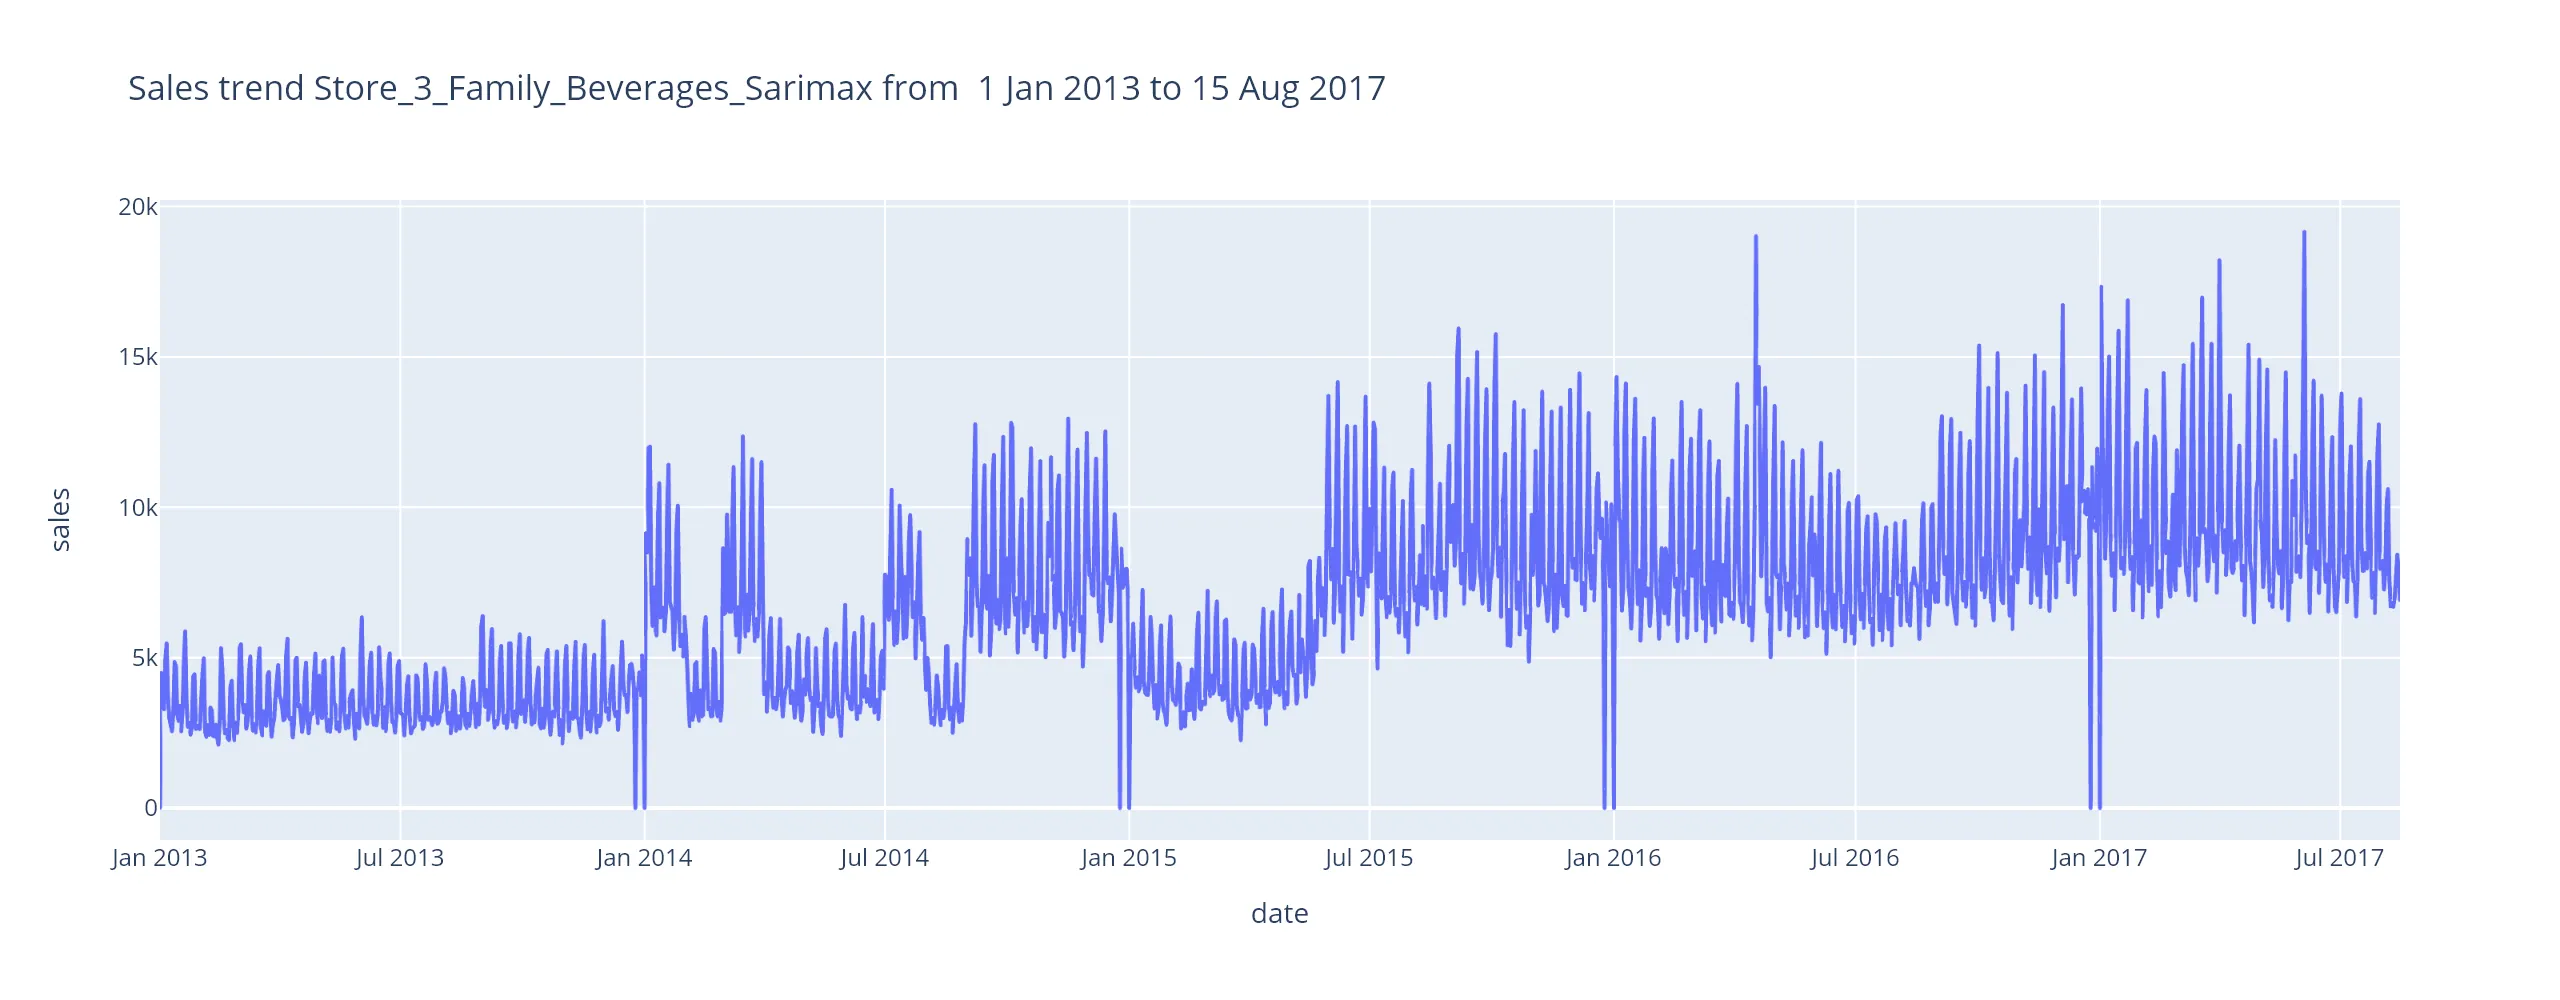 Sales trend Store_3_Family_Beverages_Sarimax from  1 Jan 2013 to 15 Aug 2017
20k
15k
10k
5k
0
sales
Jan 2013 Jul 2013 Jan 2014 Jul 2014 Jan 2015 Jul 2015 Jan 2016 Jul 2016 Jan 2017 Jul 2017
date